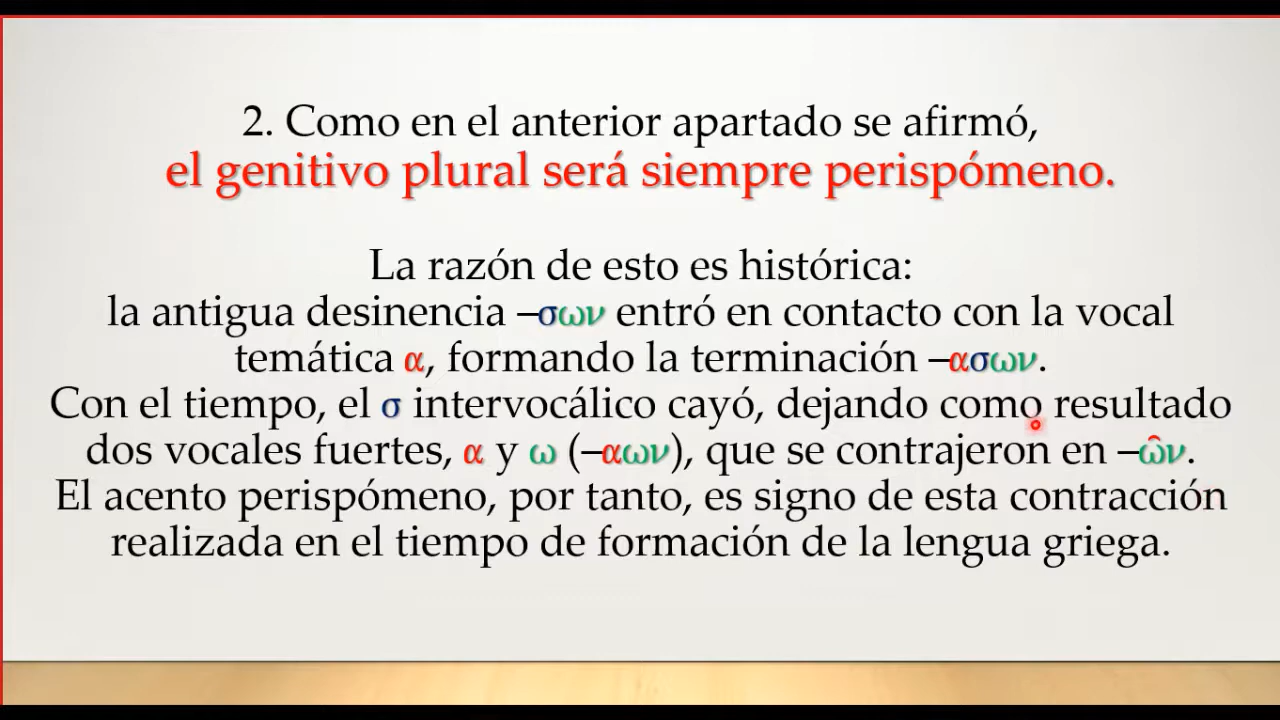 2. Como en el anterior apartado se afirmó,
el genitivo plural será siempre perispómeno.
La razón de esto es histórica:
la antigua desinencia –σων entró en contacto con la vocal
temática α, formando la terminación –ασων.
Con el tiempo, el σ intervocálico cayó, dejando como resultado
dos vocales fuertes, α y ω (–αων), que se contrajeron en –ῶν.
El acento perispómeno, por tanto, es signo de esta contracción
realizada en el tiempo de formación de la lengua griega.